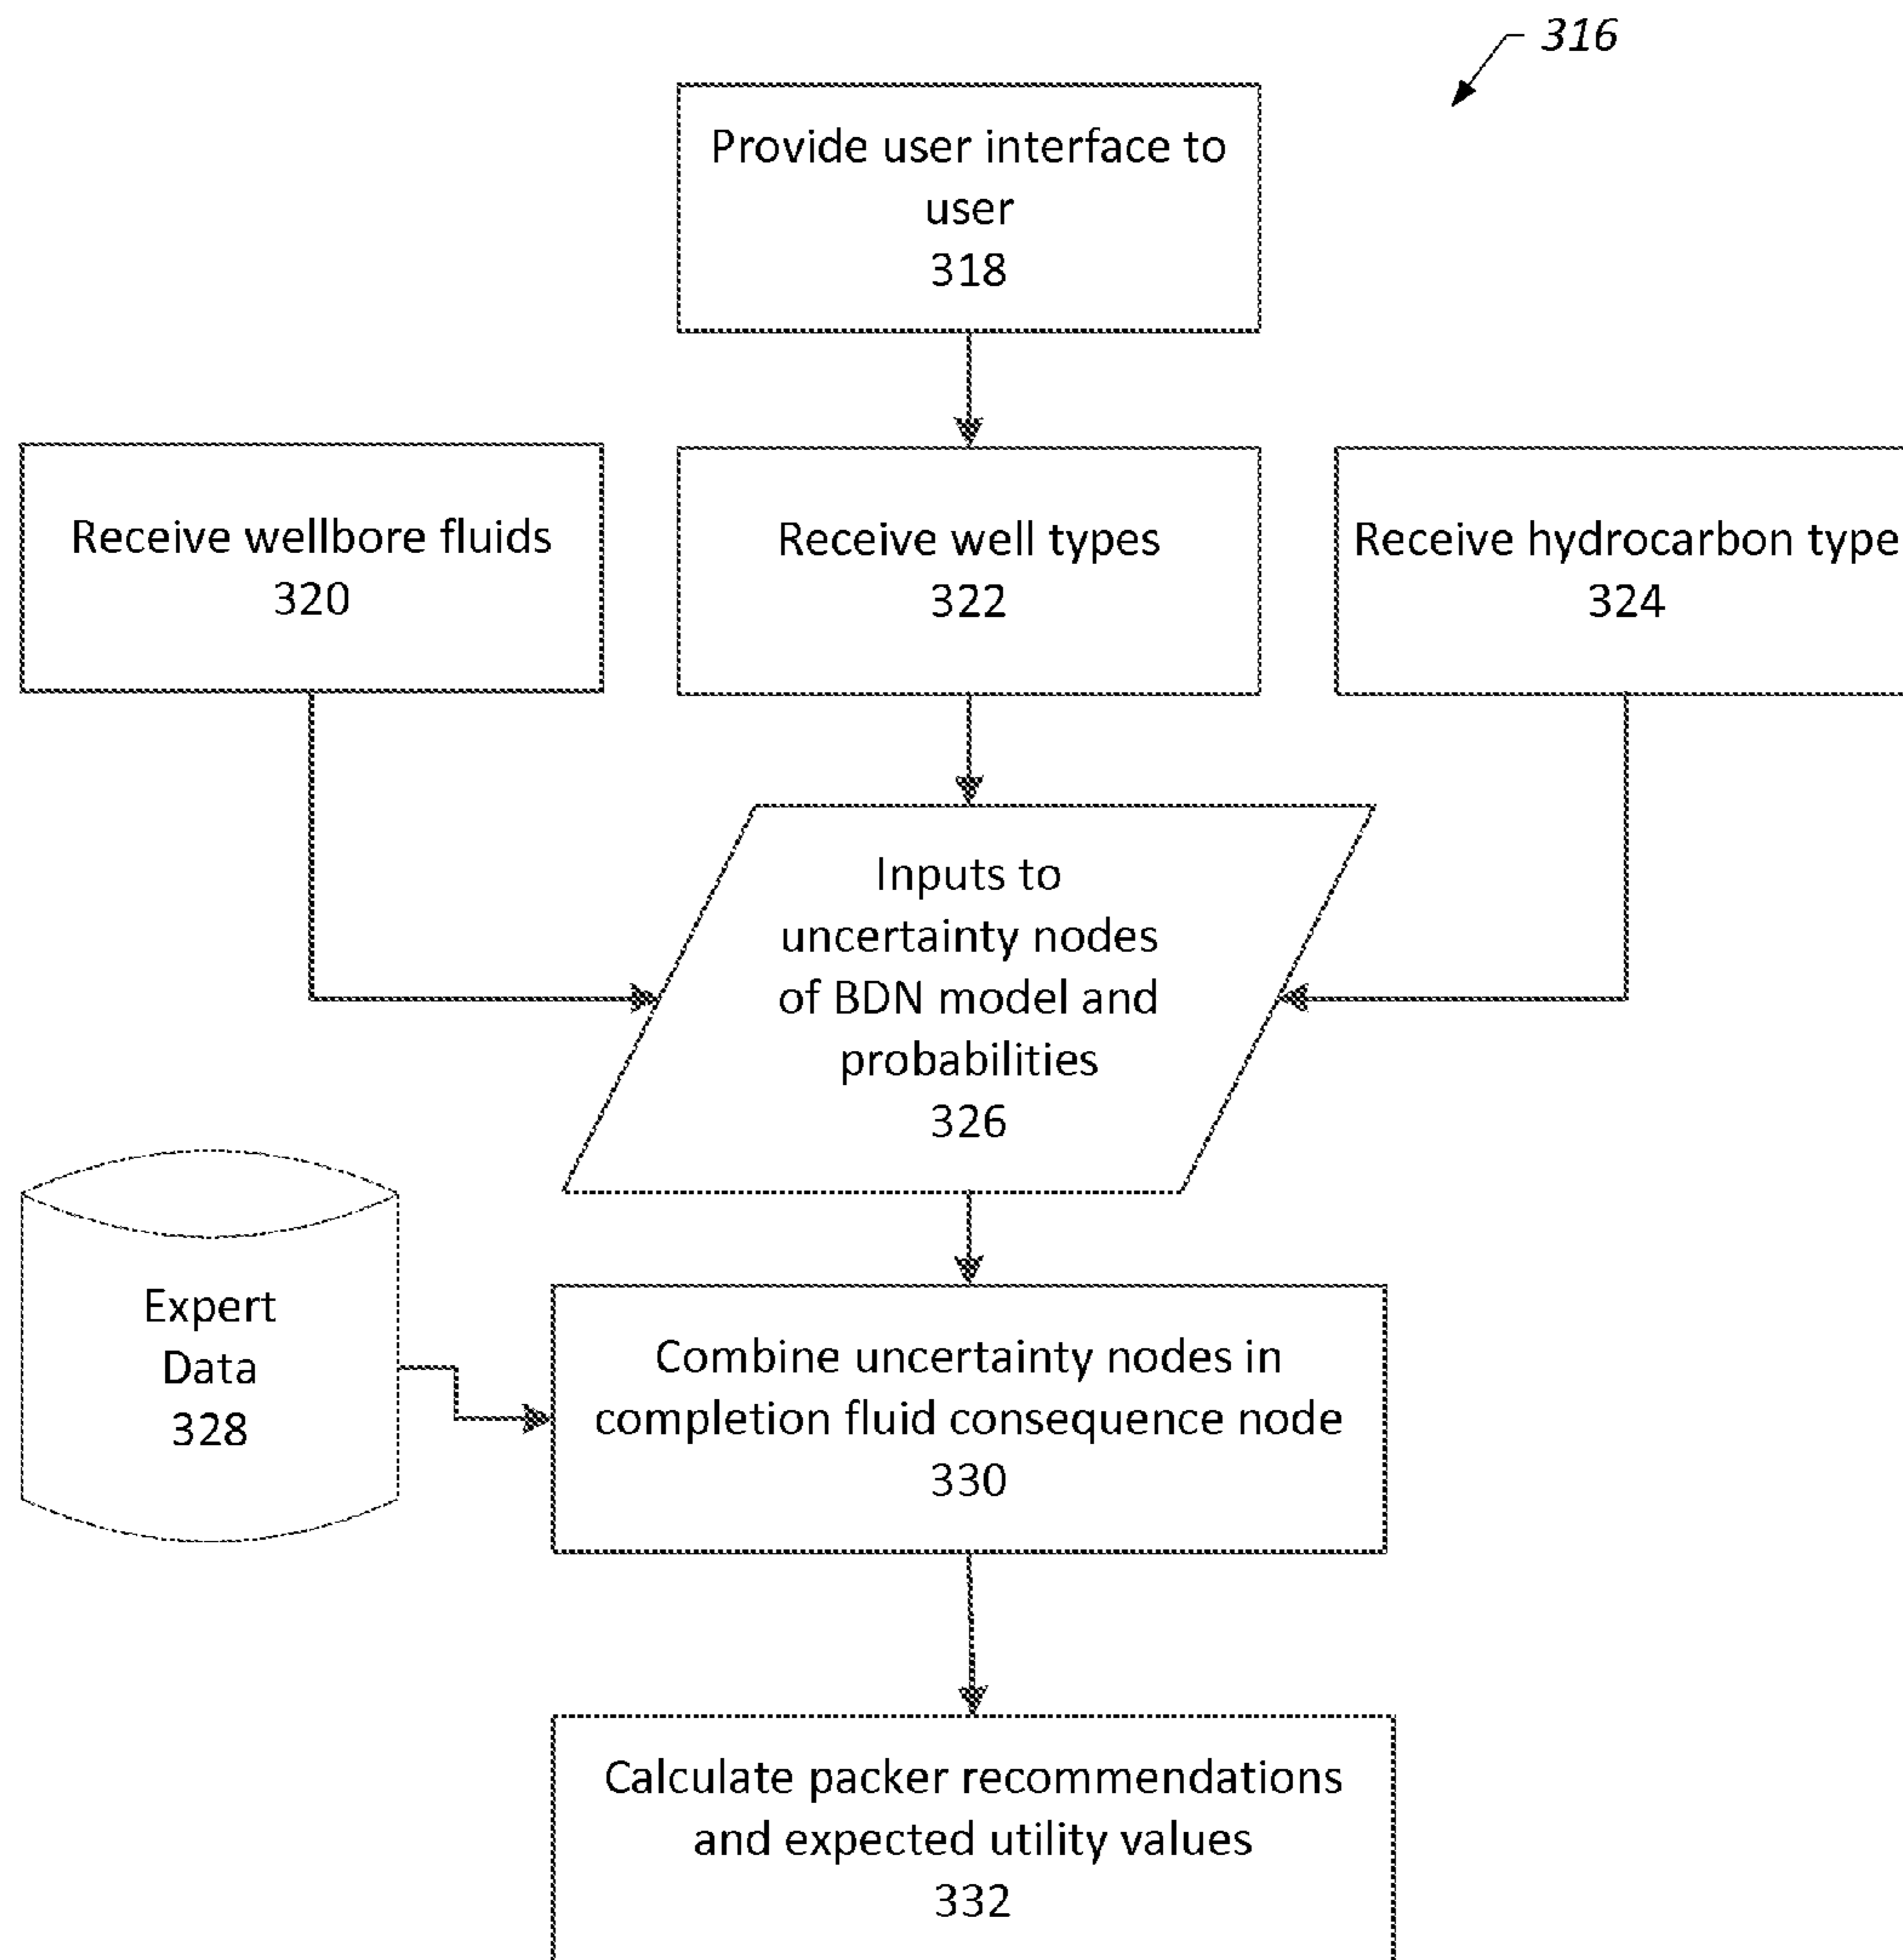 316
Provide user interface to
user
318
Receive wellbore fluids
320
Receive well types
322
Receive hydrocarbon type
324
Inputs to
uncertainty nodes
of BDN model and
probabilities
326
Expert
Data
328
Combine uncertainty nodes in
completion fluid consequence node
330
Calculate packer recommendations
and expected utility values
332